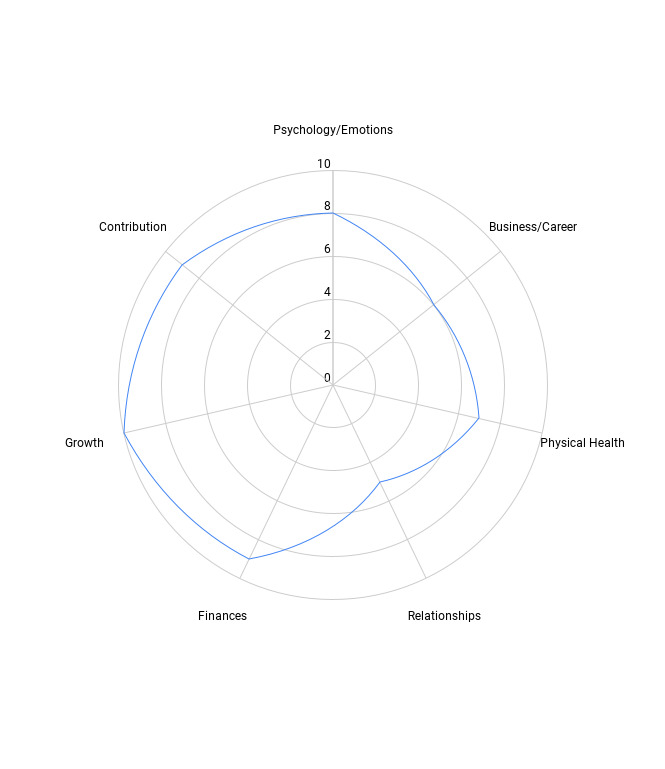 Psychology/Emotions
10
Contribution
8
Business/Career
6
4
2
0
Growth
Physical Health
Finances
Relationships